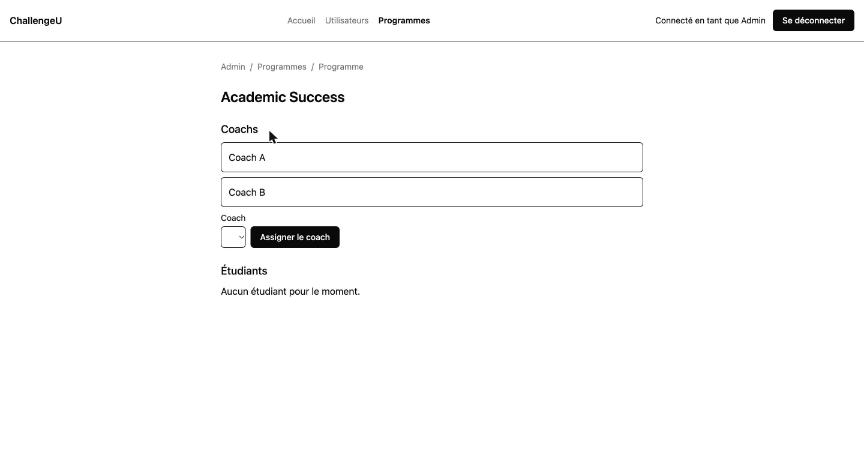 ChallengeU
Accueil Utilisateurs Programmes
Connecté en tant que Admin Se déconnecter
Admin / Programmes / Programme
Academic Success
Coachs
Coach A
Coach B
Coach
Assigner le coach
Étudiants
Aucun étudiant pour le moment.